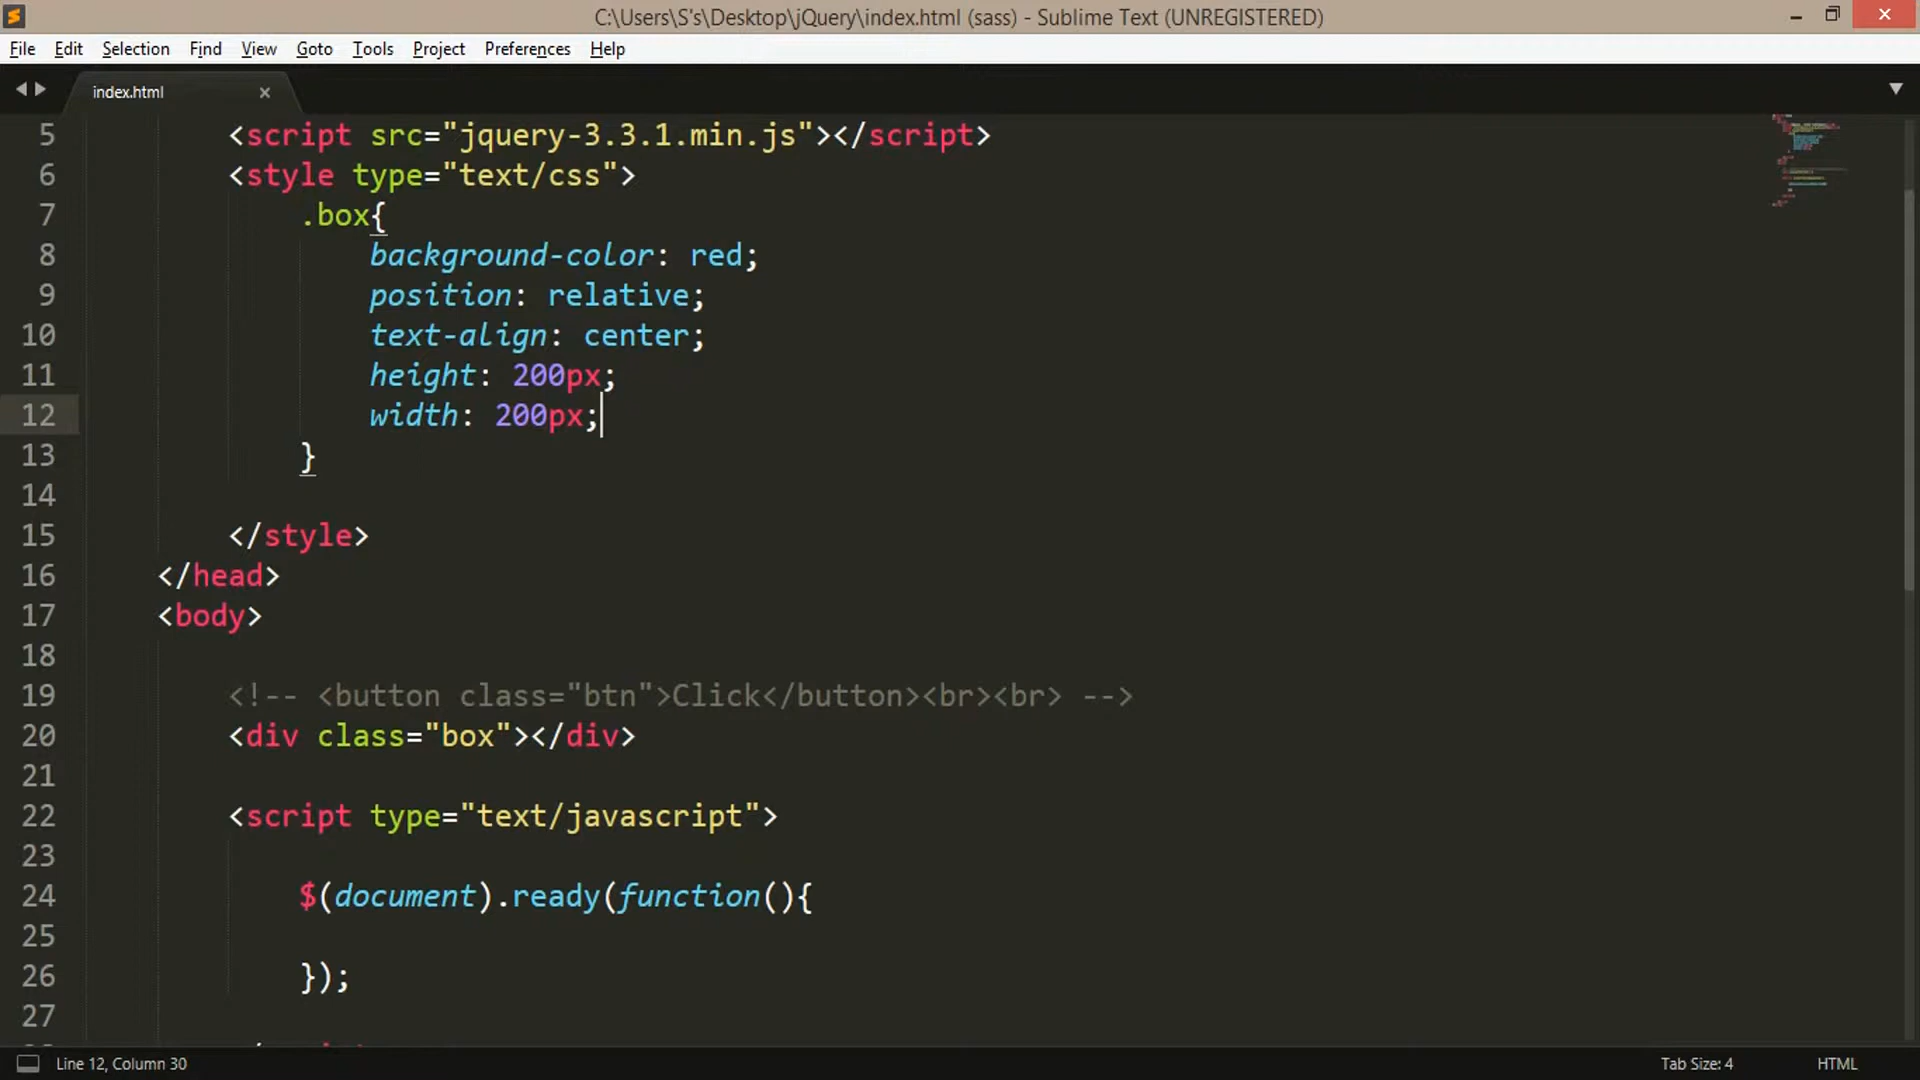 C:\Users\S's\Desktop\jQuery\index.html (sass) - Sublime Text (UNREGISTERED)
File Edit Selection Find View Goto Tools Project Preferences Help
index.html
5 <script src="jquery-3.3.1.min.js"></script>
6 <style type="text/css">
7 .box{
8 background-color: red;
9 position: relative;
10 text-align: center;
11 height: 200px;
12 width: 200px;
13 }
14
15 </style>
16 </head>
17 <body>
18
19 <!-- <button class="btn">Click</button><br><br> -->
20 <div class="box"></div>
21
22 <script type="text/javascript">
23
24 $(document).ready(function(){
25
26 });
27
Line 12, Column 30 Tab Size: 4 HTML